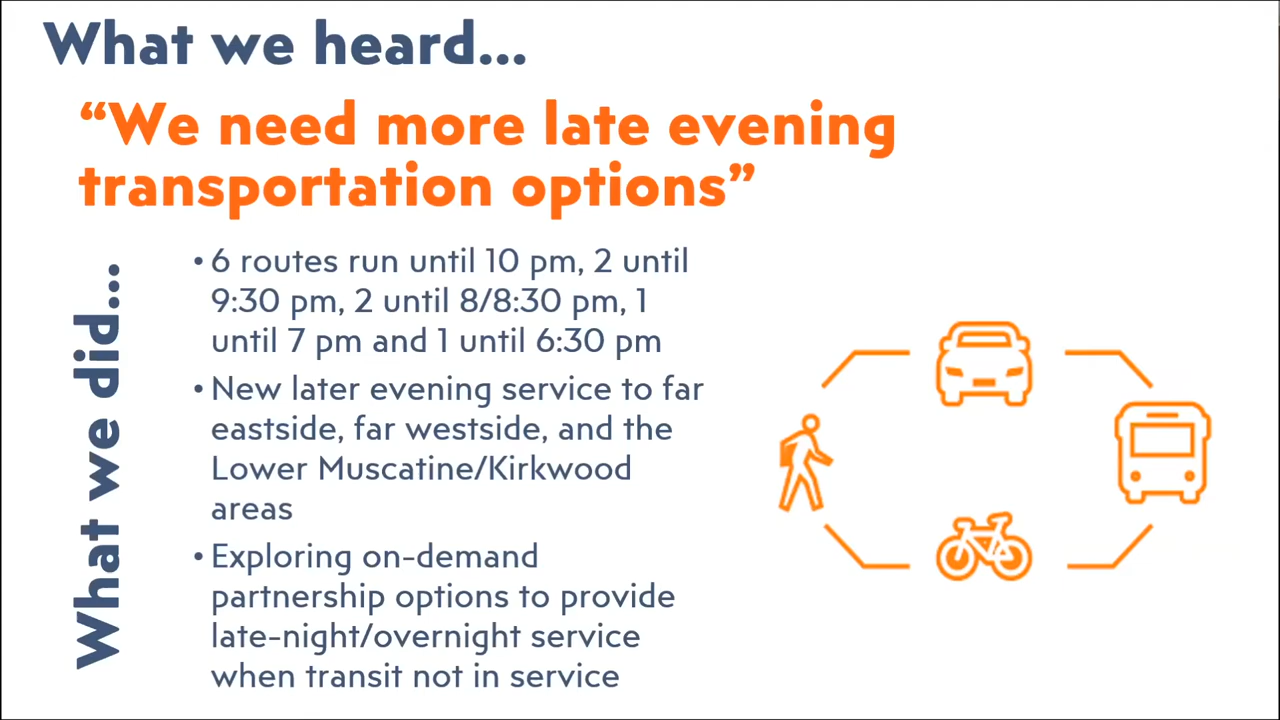 What we heard...
“We need more late evening
transportation options”
What we did...
• 6 routes run until 10 pm, 2 until
9:30 pm, 2 until 8/8:30 pm, 1
until 7 pm and 1 until 6:30 pm
• New later evening service to far
eastside, far westside, and the
Lower Muscatine/Kirkwood
areas
• Exploring on-demand
partnership options to provide
late-night/overnight service
when transit not in service